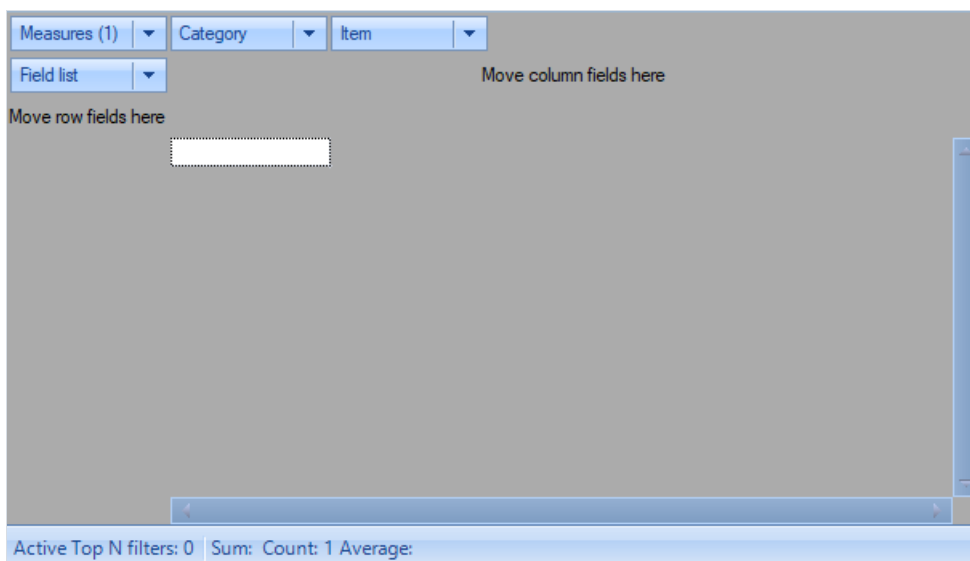 Measures (1) Category Item
Field list Move column fields here
Move row fields here
Active Top N filters: 0 Sum: Count: 1 Average: